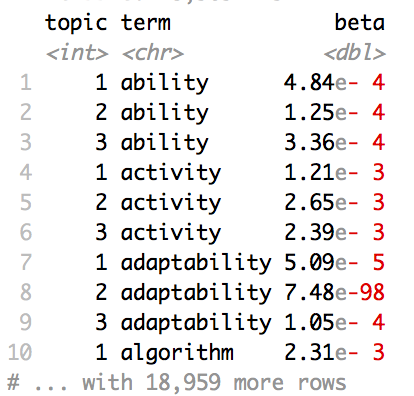 topic term beta
<int> <chr> <dbl>
1 1 ability 4.84e- 4
2 2 ability 1.25e- 4
3 3 ability 3.36e- 4
4 1 activity 1.21e- 3
5 2 activity 2.65e- 3
6 3 activity 2.39e- 3
7 1 adaptability 5.09e- 5
8 2 adaptability 7.48e-98
9 3 adaptability 1.05e- 4
10 1 algorithm 2.31e- 3
# ... with 18,959 more rows